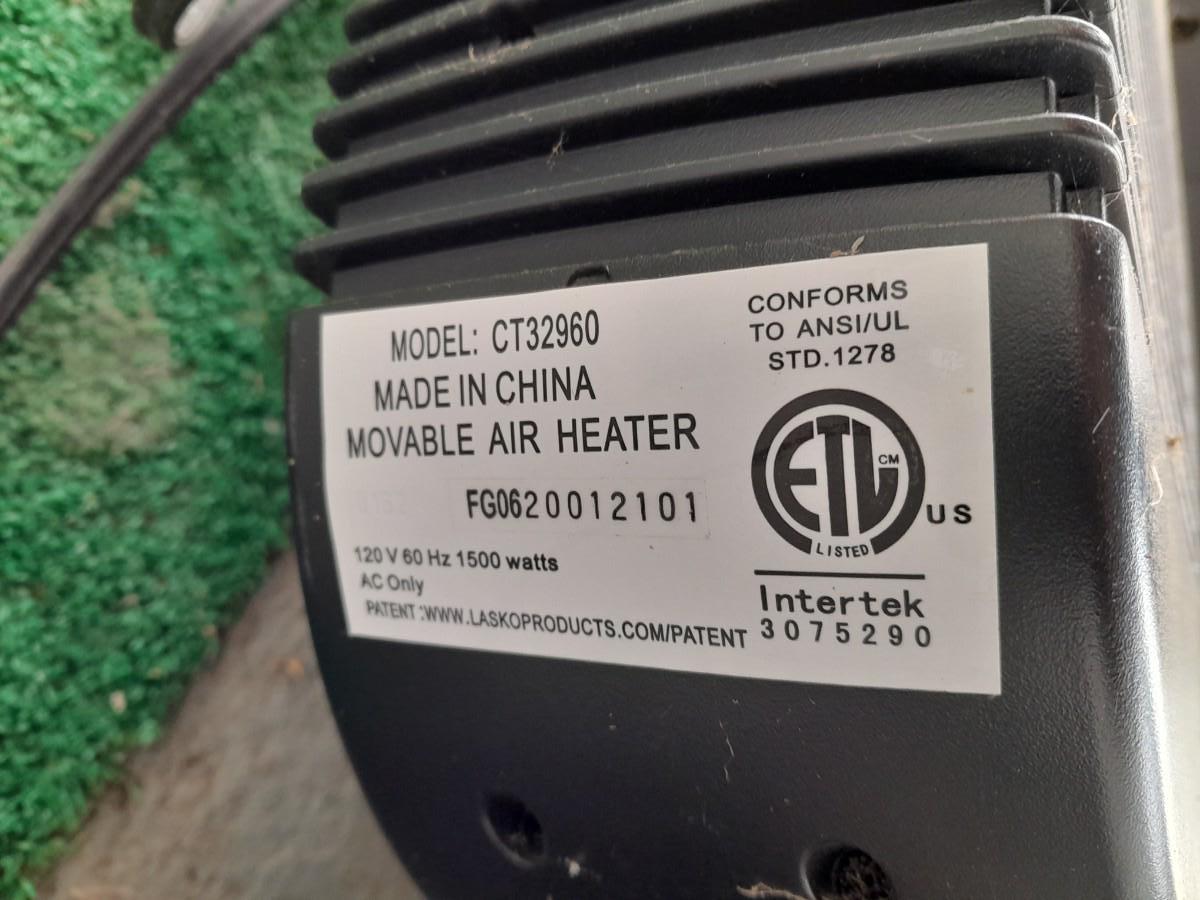 MODEL: CT32960
MADE IN CHINA
MOVABLE AIR HEATER
FG0620012101
120 V 60 Hz 1500 watts
AC Only
PATENT :WWW.LASKOPRODUCTS.COM/PATENT
CONFORMS
TO ANSI/UL
STD.1278
ETL CM
LISTED
US
Intertek
3075290